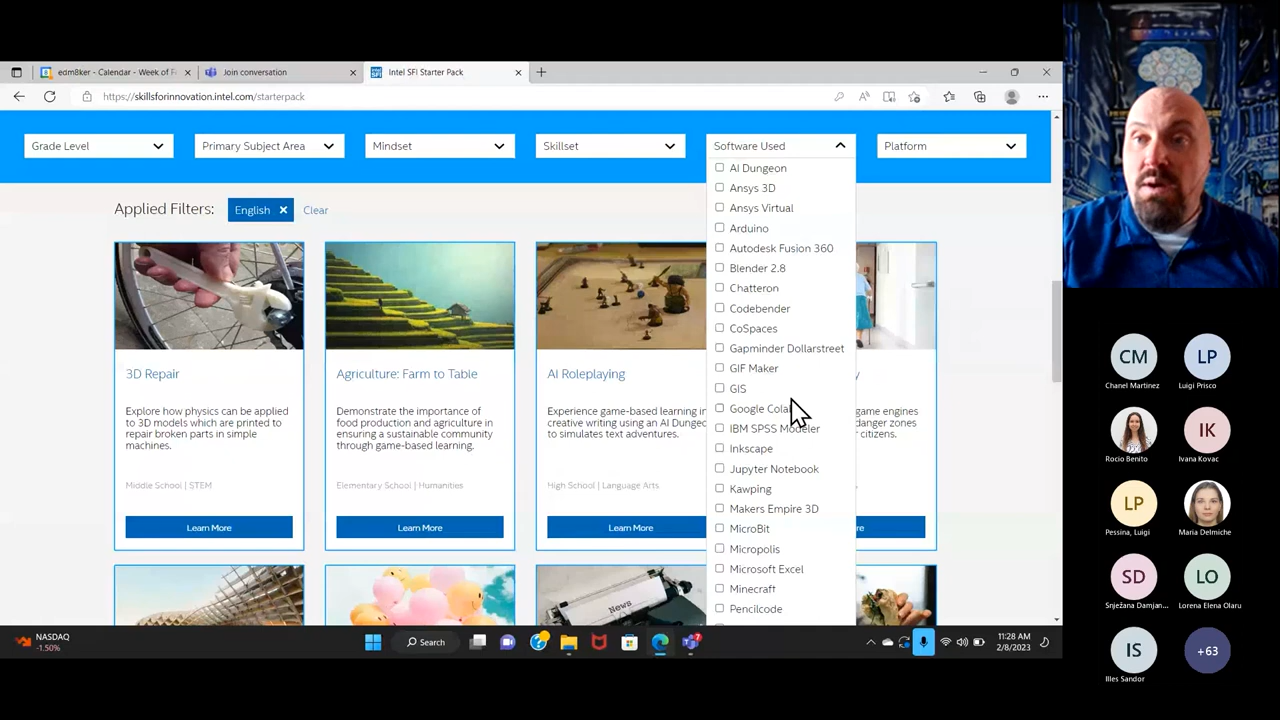 edm8ker - Calendar - Week of F
Join conversation
Intel SFI Starter Pack
https://skillsforinnovation.intel.com/starterpack
Grade Level
Primary Subject Area
Mindset
Skillset
Software Used
Platform
Applied Filters:
English
Clear
AI Dungeon
Ansys 3D
Ansys Virtual
Arduino
Autodesk Fusion 360
Blender 2.8
Chatteron
Codebender
CoSpaces
Gapminder Dollarstreet
GIF Maker
GIS
Google
IBM SPSS Modeler
Inkscape
Jupyter Notebook
Kawping
Makers Empire 3D
MicroBit
Micropolis
Microsoft Excel
Minecraft
Pencilcode
3D Repair
Explore how physics can be applied
to 3D models which are printed to
repair broken parts in simple
machines.
Middle School | STEM
Learn More
Agriculture: Farm to Table
Demonstrate the importance of
food production and agriculture in
ensuring a sustainable community
through game-based learning.
Elementary School | Humanities
Learn More
AI Roleplaying
Experience game-based learning in
creative writing using an AI Dungeo
to simulate text adventures.
High School | Language Arts
Learn More
y
game engines
danger zones
citizens.
re
News
NASDAQ
-1.50%
Search
7
11:28 AM
2/8/2023
CM
Chanel Martinez
LP
Luigi Prisco
Rocio Benito
IK
Ivana Kovac
LP
Pessina, Luigi
Maria Delmiche
SD
Snježana Damjan...
LO
Lorena Elena Olaru
IS
Illes Sandor
+63